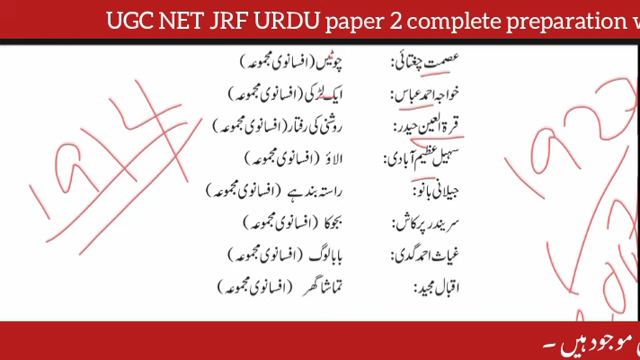 UGC NET JRF URDU paper 2 complete preparation
عصمت چغتائی: چوٹیں (افسانوی مجموعہ)
خواجہ احمد عباس: ایک لڑکی (افسانوی مجموعہ)
قرۃ العین حیدر: روشنی کی رفتار (افسانوی مجموعہ)
سہیل عظیم آبادی: الاؤ (افسانوی مجموعہ)
جیلانی بانو: راستہ بند ہے (افسانوی مجموعہ)
سریندر پرکاش: بجوکا (افسانوی مجموعہ)
غیاث احمد گدی: بابا لوگ (افسانوی مجموعہ)
اقبال مجید: تماشا گھر (افسانوی مجموعہ)
1914
192
موجود ہیں ۔